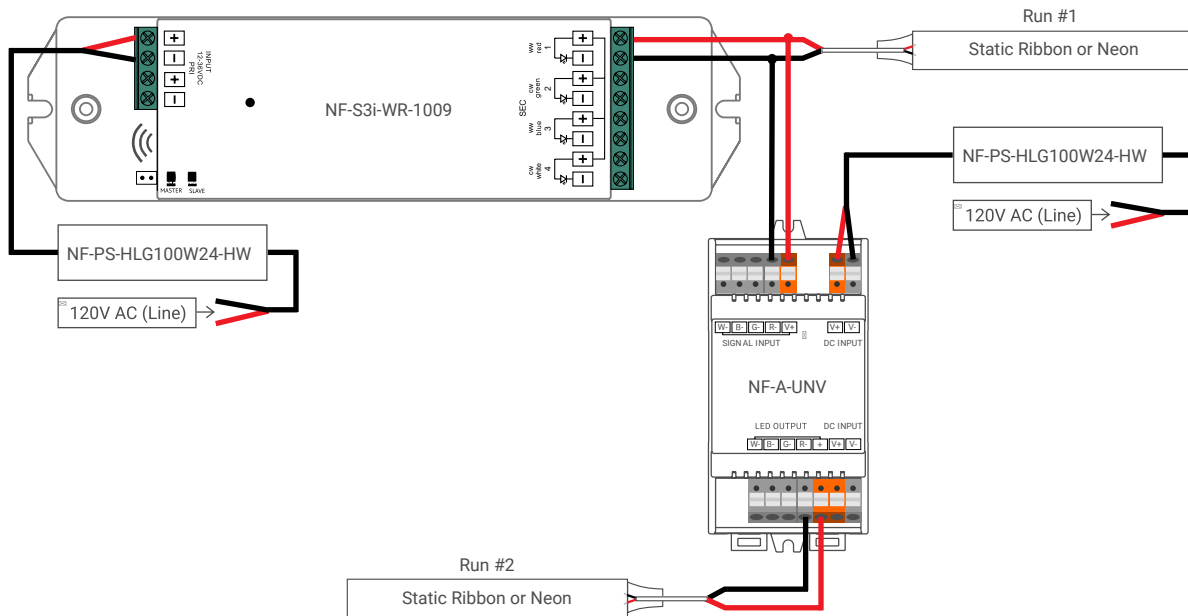 Run #1
Static Ribbon or Neon
INPUT
12-36VDC
PRI
+
−
+
−
NF-S3i-WR-1009
SEC
ww
red
1
+
−
cw
green
2
+
−
ww
blue
3
+
−
cw
white
4
+
−
MASTER
SLAVE
NF-PS-HLG100W24-HW
120V AC (Line)
NF-PS-HLG100W24-HW
120V AC (Line)
W- B- G- R- V+
V+ V-
SIGNAL INPUT
DC INPUT
NF-A-UNV
LED OUTPUT
DC INPUT
W- B- G- R- + V+ V-
Run #2
Static Ribbon or Neon